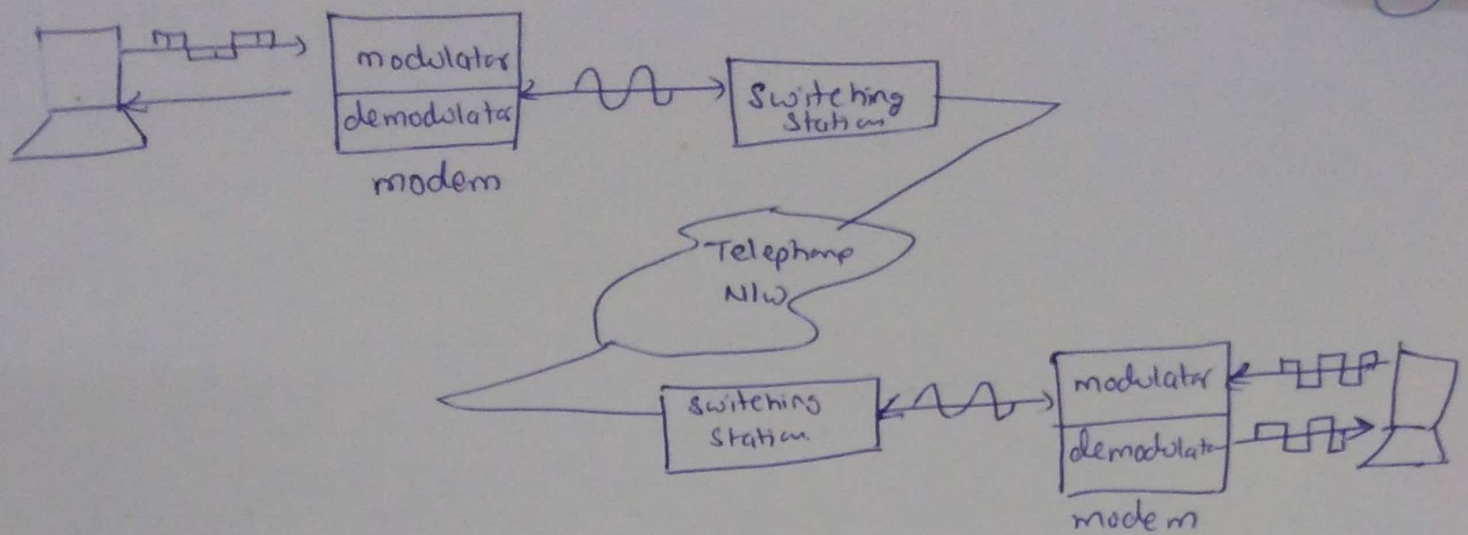 modulator
demodulator
modem
Switching
Station
Telephone
N/W
Switching
Station
modulator
demodulator
modem